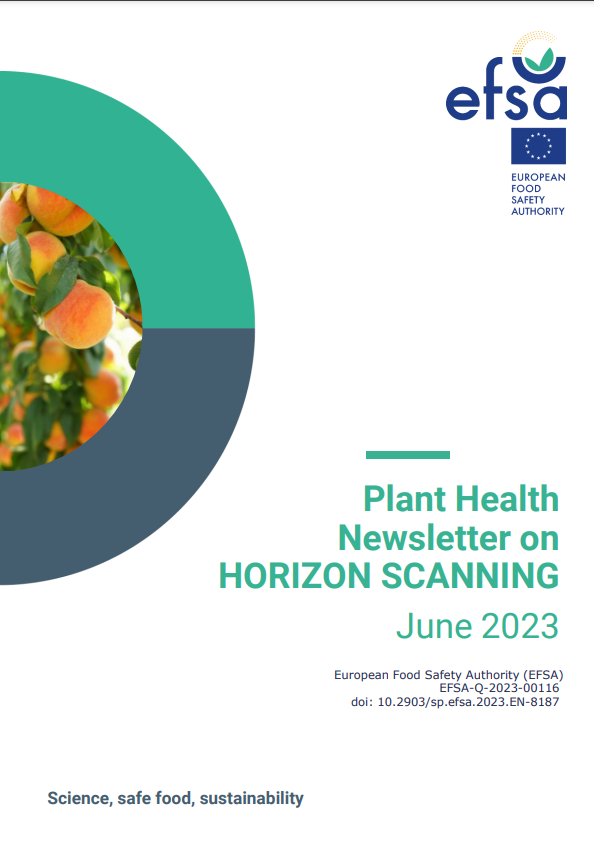 efsa
EUROPEAN
FOOD
SAFETY
AUTHORITY
Plant Health
Newsletter on
HORIZON SCANNING
June 2023
European Food Safety Authority (EFSA)
EFSA-Q-2023-00116
doi: 10.2903/sp.efsa.2023.EN-8187
Science, safe food, sustainability